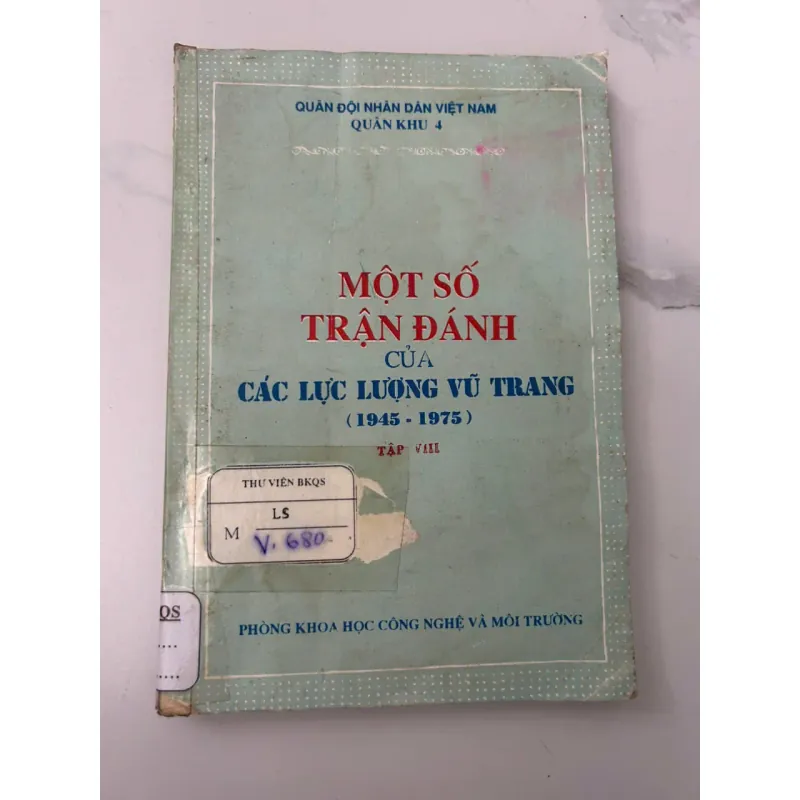 QUÂN ĐỘI NHÂN DÂN VIỆT NAM
QUÂN KHU 4
MỘT SỐ
TRẬN ĐÁNH
CỦA
CÁC LỰC LƯỢNG VŨ TRANG
(1945 - 1975)
TẬP VIII
THƯ VIỆN BKQS
LS
M V. 680
QS
PHÒNG KHOA HỌC CÔNG NGHỆ VÀ MÔI TRƯỜNG